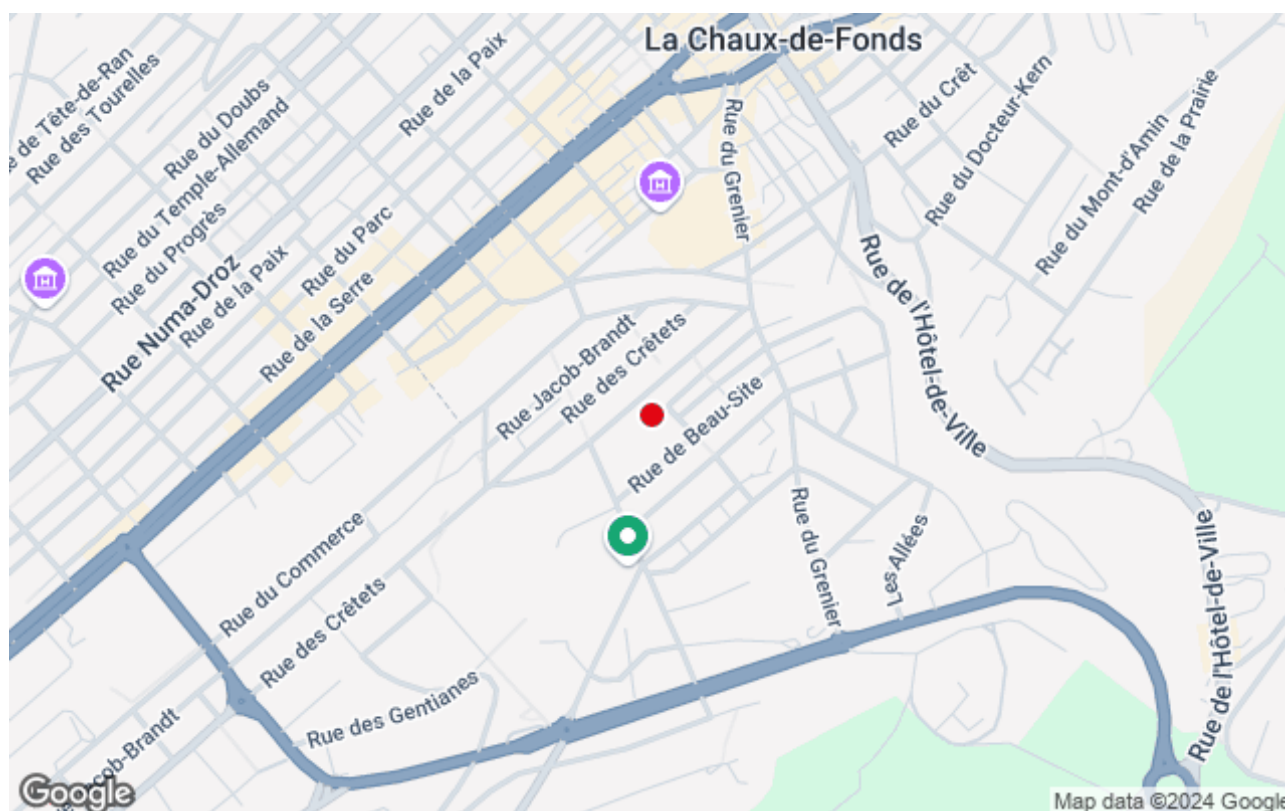 La Chaux-de-Fonds
de Tête-de-Ran
Rue des Tourelles
Rue du Doubs
Rue du Temple-Allemand
Rue du Progrès
Rue de la Paix
Rue Numa-Droz
Rue de la Paix
Rue du Parc
Rue de la Serre
Rue du Grenier
Rue du Crêt
Rue du Docteur-Kern
Rue du Mont-d'Amin
Rue de la Prairie
Rue de l'Hôtel-de-Ville
Rue Jacob-Brandt
Rue des Crêtets
Rue de Beau-Site
Rue du Grenier
Les Allées
Rue de l'Hôtel-de-Ville
Rue du Commerce
Rue des Crêtets
Rue des Gentianes
Jacob-Brandt
Google
Map data ©2024 Google